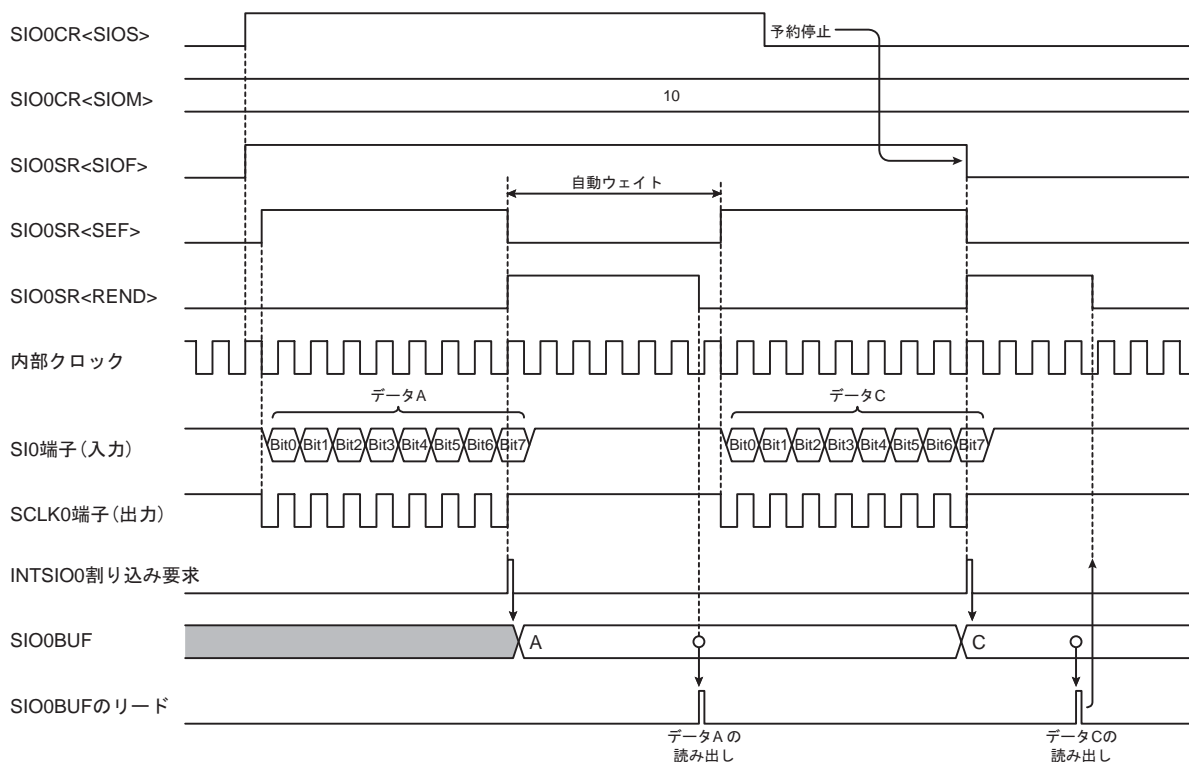 SIO0CR<SIOS>
予約停止
SIO0CR<SIOM>
10
SIO0SR<SIOF>
自動ウェイト
SIO0SR<SEF>
SIO0SR<REND>
内部クロック
データA
データC
SI0端子(入力)
Bit0 Bit1 Bit2 Bit3 Bit4 Bit5 Bit6 Bit7
Bit0 Bit1 Bit2 Bit3 Bit4 Bit5 Bit6 Bit7
SCLK0端子(出力)
INTSIO0割り込み要求
SIO0BUF
A
C
SIO0BUFのリード
データAの
読み出し
データCの
読み出し